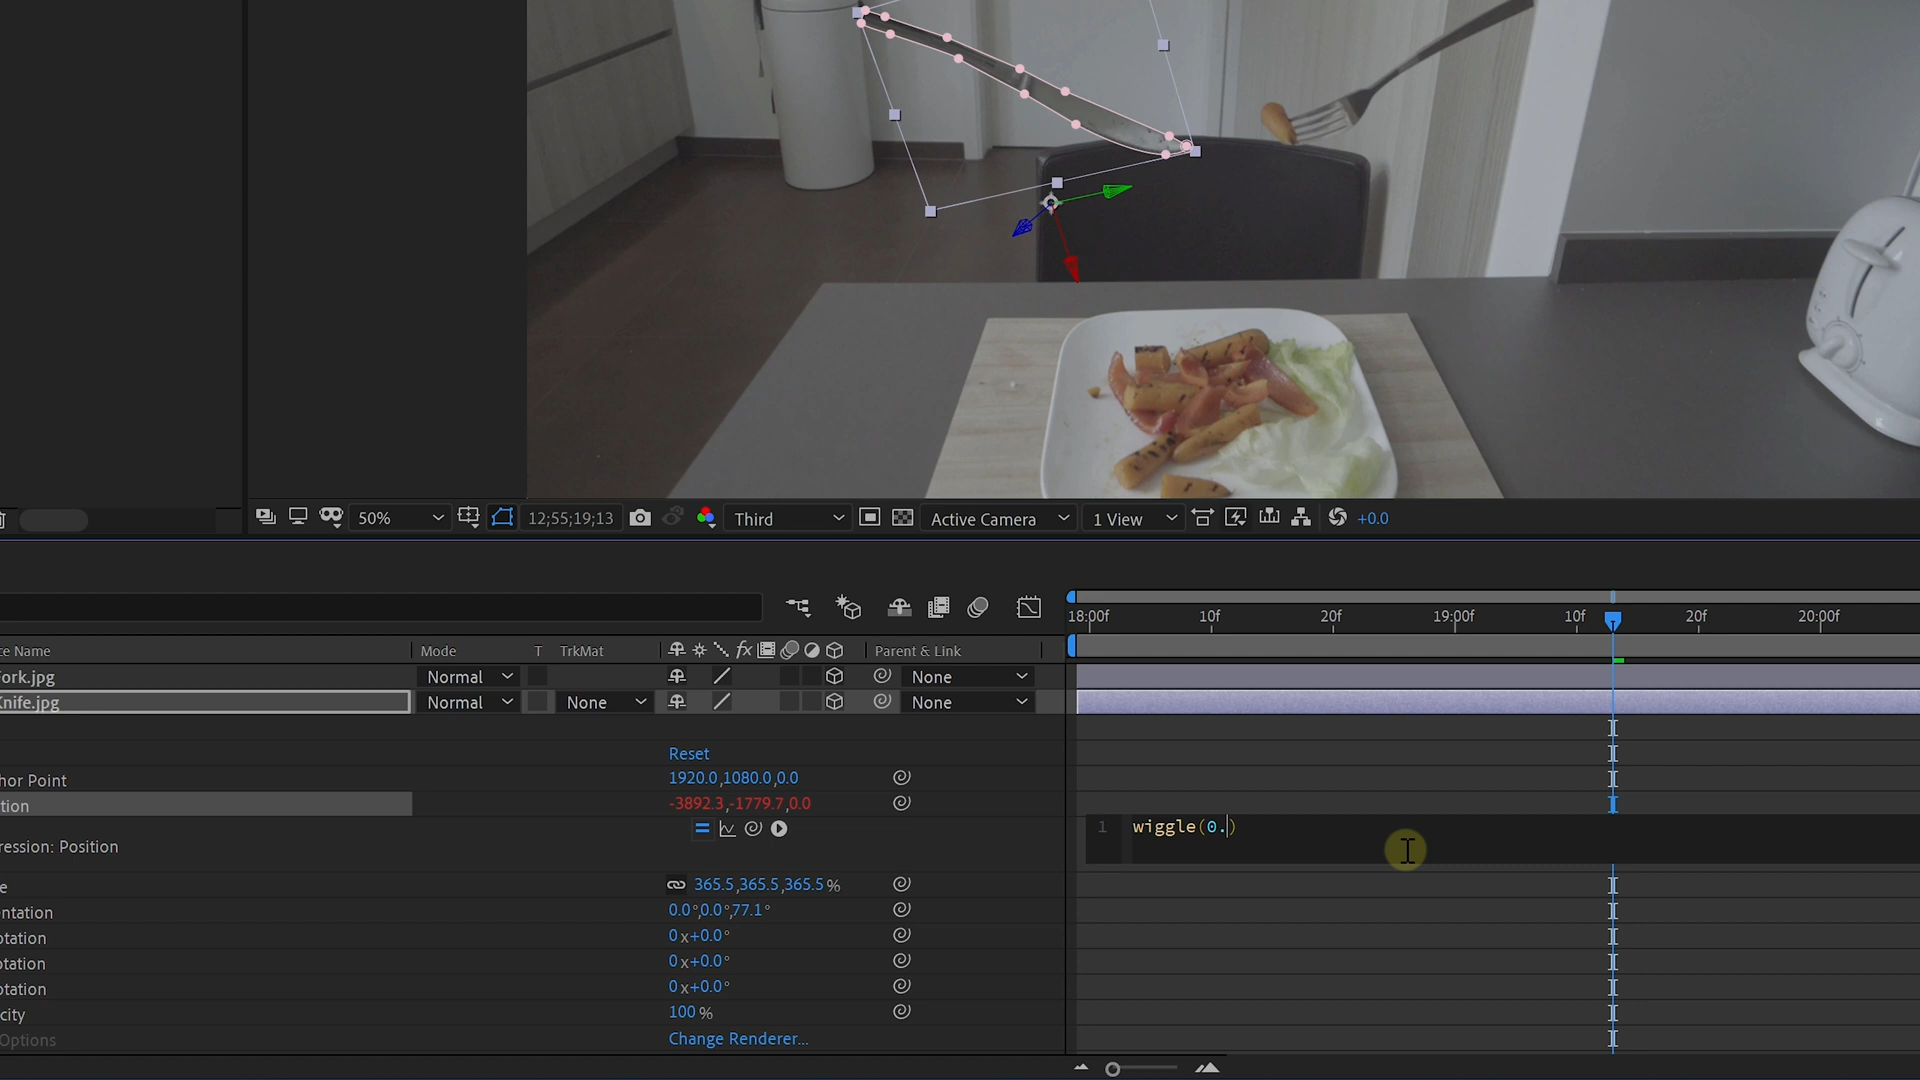 50%
12;55;19;13
Third
Active Camera
1 View
+0.0
18:00f 10f 20f 19:00f 10f 20f 20:00f
ce Name Mode T TrkMat fx Parent & Link
ork.jpg Normal None
Knife.jpg Normal None None
Reset
hor Point 1920.0,1080.0,0.0
tion -3892.3,-1779.7,0.0
1 wiggle(0.)
ression: Position
e 365.5,365.5,365.5%
entation 0.0°,0.0°,77.1°
otation 0x+0.0°
otation 0x+0.0°
otation 0x+0.0°
city 100%
Options Change Renderer...